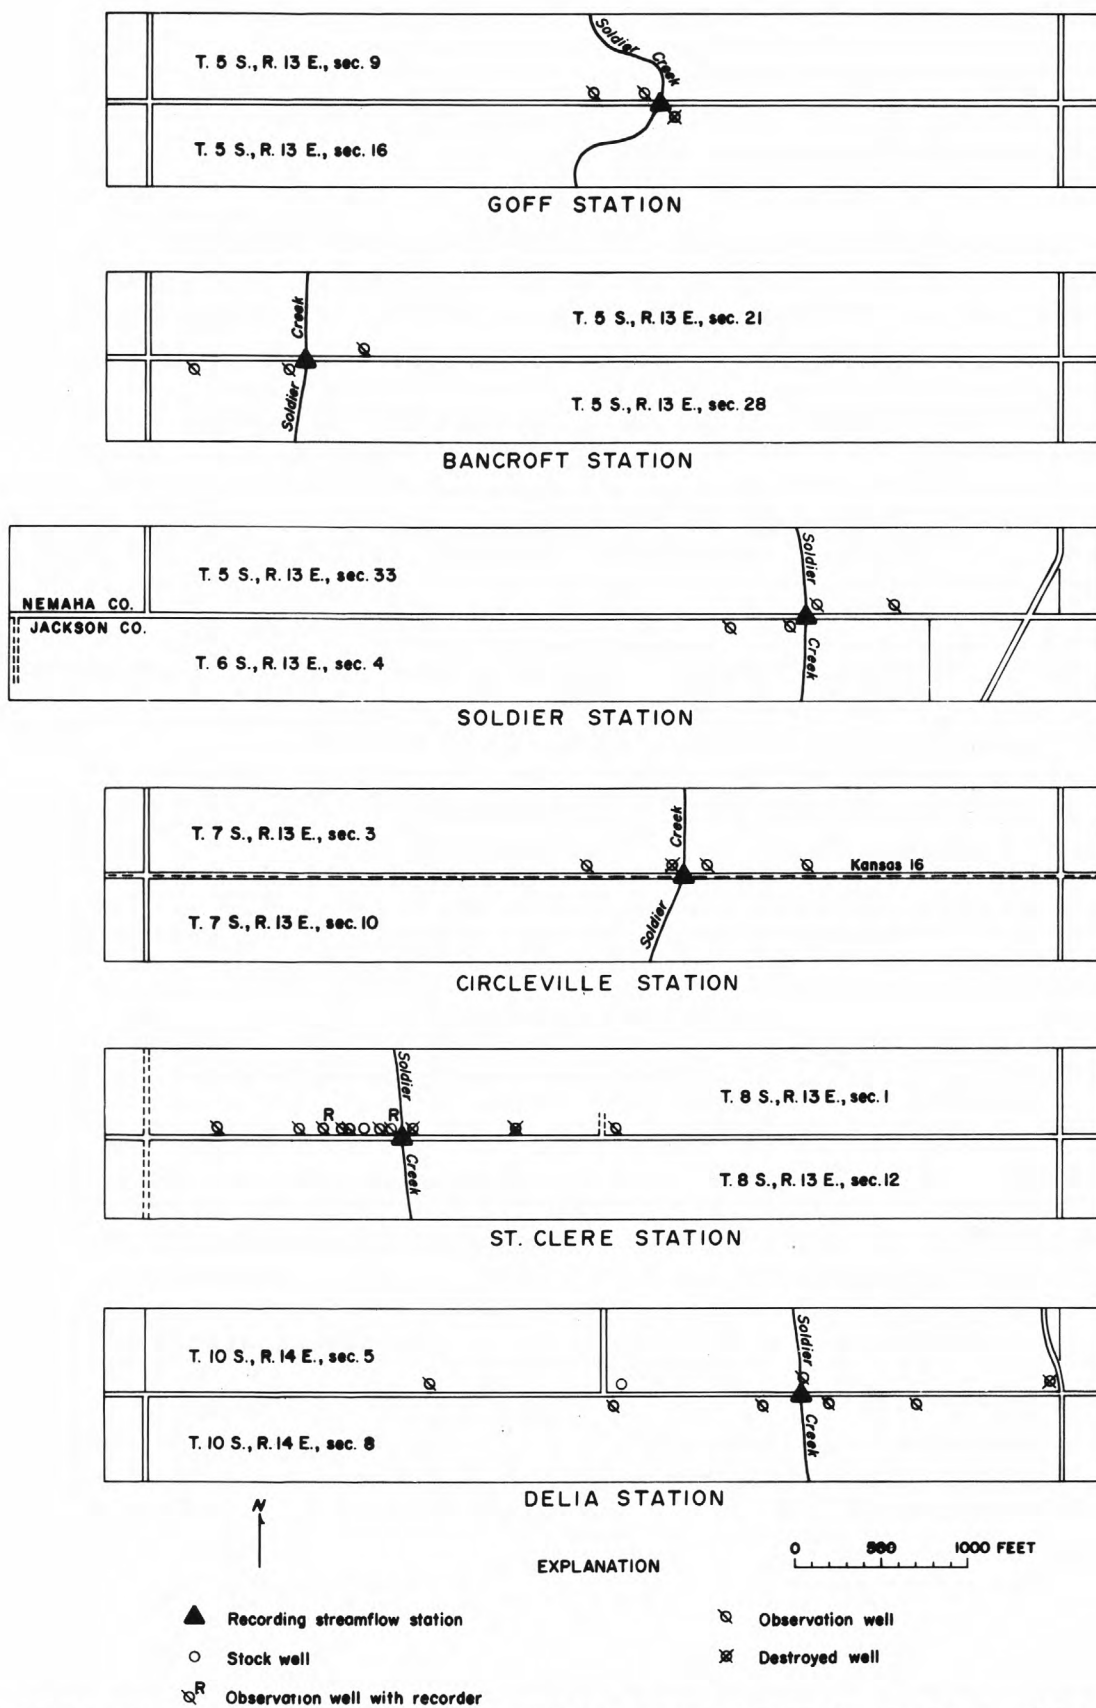 Soldier Creek
T. 5 S., R. 13 E., sec. 9
T. 5 S., R. 13 E., sec. 16
GOFF STATION
Creek
T. 5 S., R. 13 E., sec. 21
Soldier
T. 5 S., R. 13 E., sec. 28
BANCROFT STATION
Soldier
T. 5 S., R. 13 E., sec. 33
NEMAHA CO.
JACKSON CO.
Creek
T. 6 S., R. 13 E., sec. 4
SOLDIER STATION
Creek
T. 7 S., R. 13 E., sec. 3
Kansas 16
Soldier
T. 7 S., R. 13 E., sec. 10
CIRCLEVILLE STATION
Soldier
T. 8 S., R. 13 E., sec. 1
R R
Creek
T. 8 S., R. 13 E., sec. 12
ST. CLERE STATION
Soldier
T. 10 S., R. 14 E., sec. 5
Creek
T. 10 S., R. 14 E., sec. 8
DELIA STATION
N
EXPLANATION
0 500 1000 FEET
Recording streamflow station
Observation well
Stock well
Destroyed well
R
Observation well with recorder